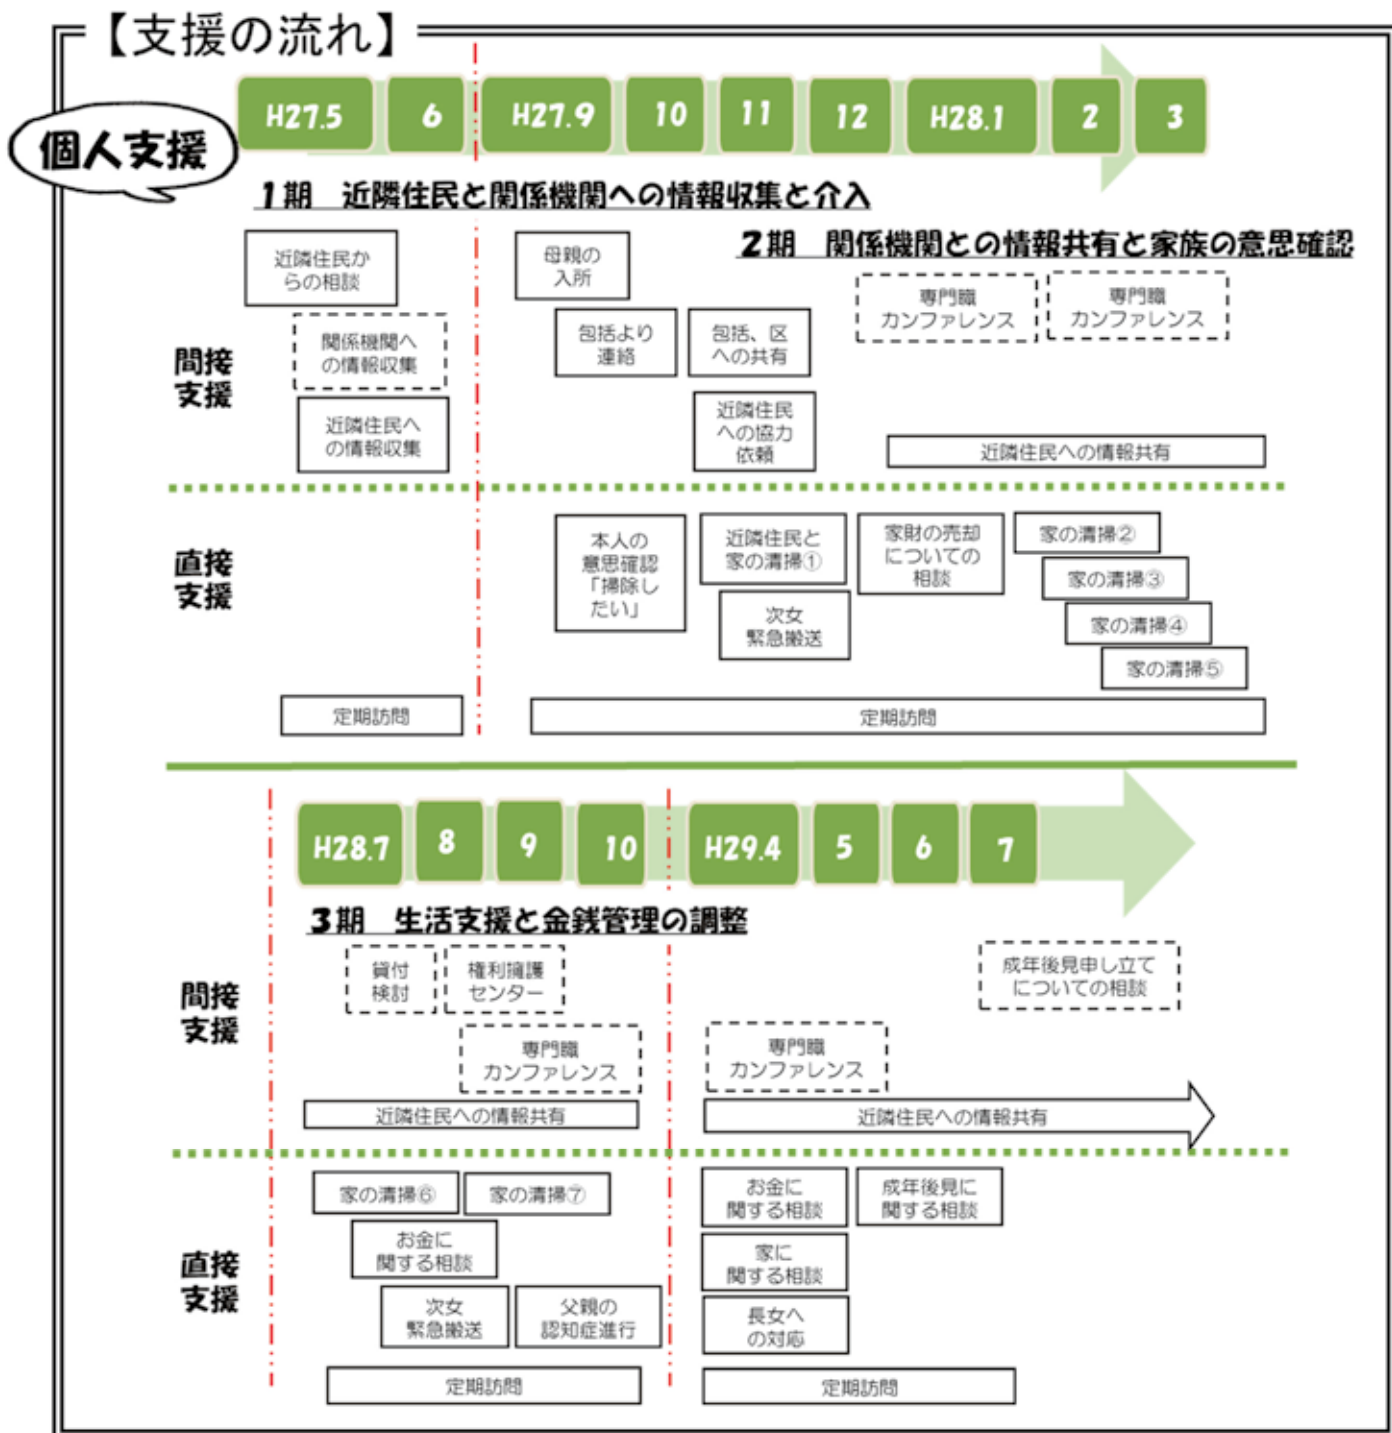 【支援の流れ】
個人支援
H27.5
6
H27.9
10
11
12
H28.1
2
3
1期 近隣住民と関係機関への情報収集と介入
2期 関係機関との情報共有と家族の意思確認
間接
支援
近隣住民か
らの相談
関係機関へ
の情報収集
近隣住民へ
の情報収集
母親の
入所
包括より
連絡
包括、区
への共有
近隣住民
への協力
依頼
専門職
カンファレンス
専門職
カンファレンス
近隣住民への情報共有
直接
支援
本人の
意思確認
「掃除し
たい」
近隣住民と
家の清掃①
次女
緊急搬送
家財の売却
についての
相談
家の清掃②
家の清掃③
家の清掃④
家の清掃⑤
定期訪問
定期訪問
H28.7
8
9
10
H29.4
5
6
7
3期 生活支援と金銭管理の調整
間接
支援
貸付
検討
権利擁護
センター
専門職
カンファレンス
近隣住民への情報共有
成年後見申し立て
についての相談
専門職
カンファレンス
近隣住民への情報共有
直接
支援
家の清掃⑥
家の清掃⑦
お金に
関する相談
次女
緊急搬送
父親の
認知症進行
定期訪問
お金に
関する相談
成年後見に
関する相談
家に
関する相談
長女へ
の対応
定期訪問